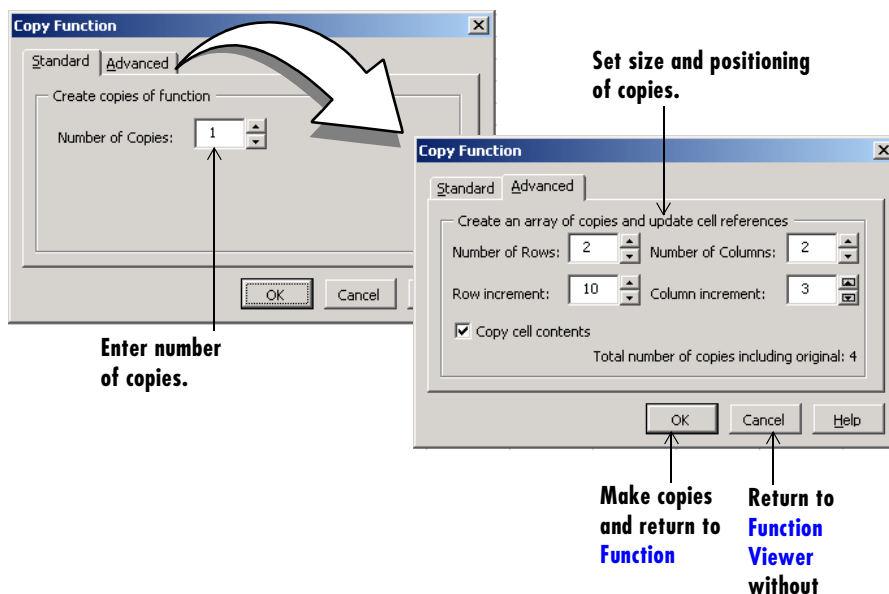 Copy Function
Standard
Advanced
Create copies of function
Number of Copies:
1
OK
Cancel
Enter number
of copies.
Set size and positioning
of copies.
Copy Function
Standard
Advanced
Create an array of copies and update cell references
Number of Rows: 2 Number of Columns: 2
Row increment: 10 Column increment: 3
Copy cell contents
Total number of copies including original: 4
OK
Cancel
Help
Make copies
and return to
Function
Return to
Function
Viewer
without